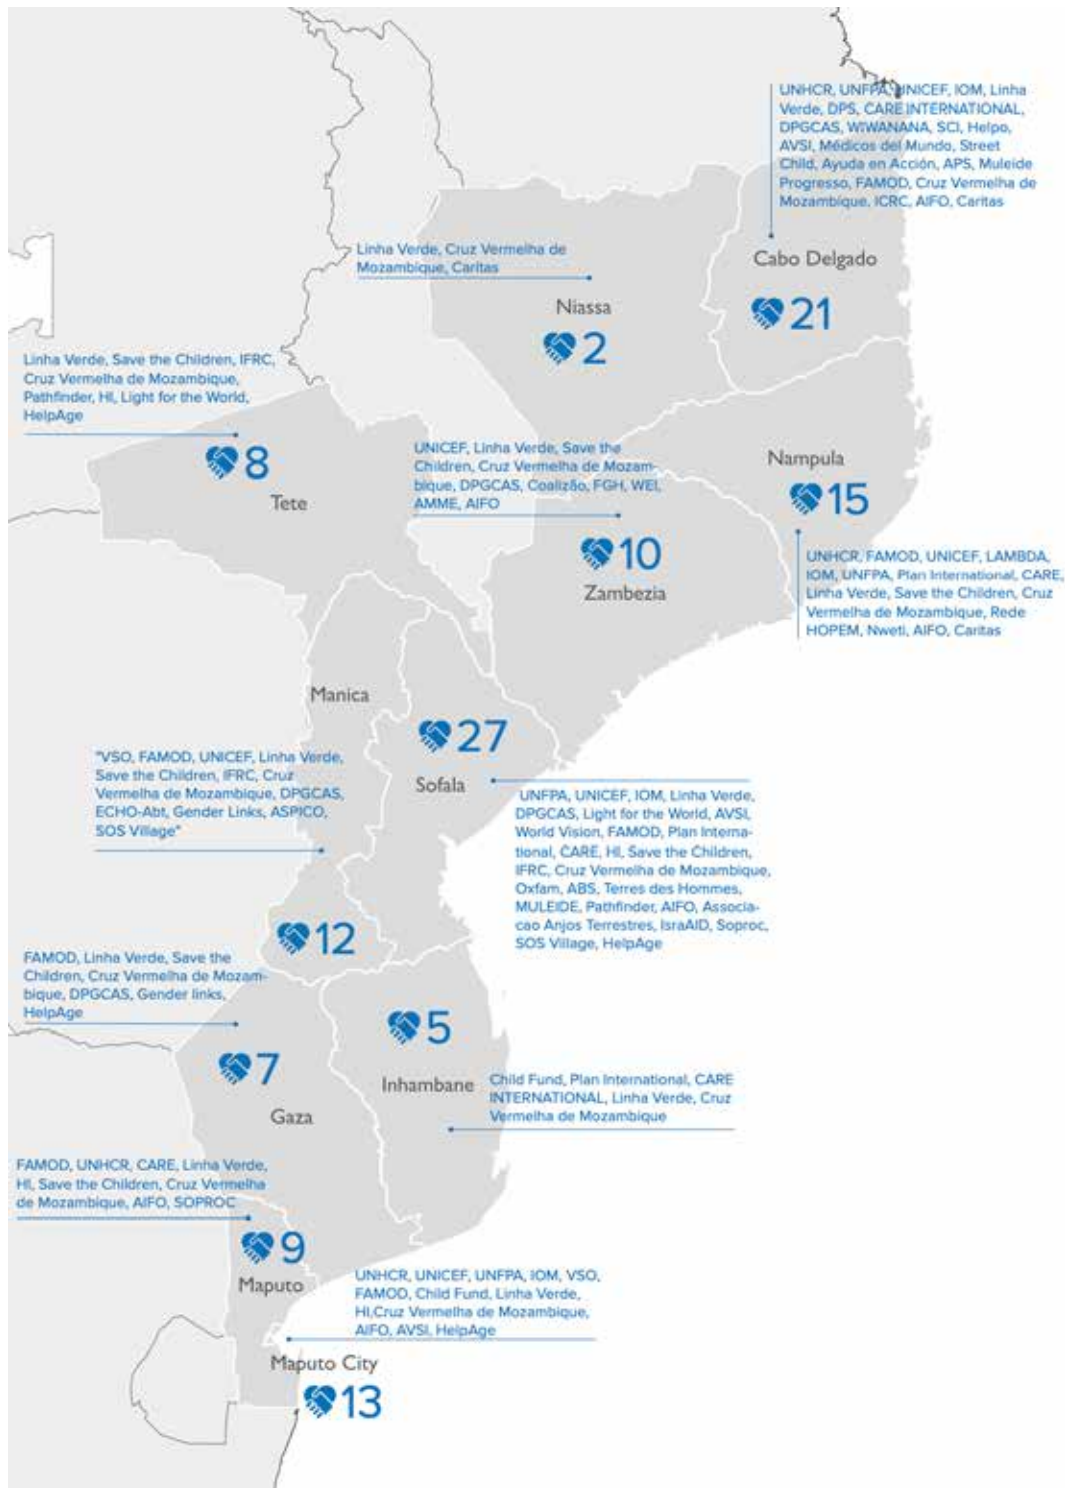 UNHCR, UNFPA, UNICEF, IOM, Linha
Verde, DPS, CARE INTERNATIONAL,
DPGCAS, WIWANANA, SCI, Helpo,
AVSI, Médicos del Mundo, Street
Child, Ayuda en Acción, APS, Muleide
Progresso, FAMOD, Cruz Vermelha de
Mozambique, ICRC, AIFO, Caritas
Cabo Delgado
21
Linha Verde, Cruz Vermelha de
Mozambique, Caritas
Niassa
2
Linha Verde, Save the Children, IFRC,
Cruz Vermelha de Mozambique,
Pathfinder, HI, Light for the World,
HelpAge
8
Tete
UNICEF, Linha Verde, Save the
Children, Cruz Vermelha de Mozam-
bique, DPGCAS, Coalizão, FGH, WEI,
AMME, AIFO
10
Zambezia
Nampula
15
UNHCR, FAMOD, UNICEF, LAMBDA,
IOM, UNFPA, Plan International, CARE,
Linha Verde, Save the Children, Cruz
Vermelha de Mozambique, Rede
HOPEM, Nweti, AIFO, Caritas
Manica
"VSO, FAMOD, UNICEF, Linha Verde,
Save the Children, IFRC, Cruz
Vermelha de Mozambique, DPGCAS,
ECHO-Abt, Gender Links, ASPICO,
SOS Village"
12
27
Sofala
UNFPA, UNICEF, IOM, Linha Verde,
DPGCAS, Light for the World, AVSI,
World Vision, FAMOD, Plan Interna-
tional, CARE, HI, Save the Children,
IFRC, Cruz Vermelha de Mozambique,
Oxfam, ABS, Terres des Hommes,
MULEIDE, Pathfinder, AIFO, Associa-
cao Anjos Terrestres, IsraAID, Soproc,
SOS Village, HelpAge
FAMOD, Linha Verde, Save the
Children, Cruz Vermelha de Mozam-
bique, DPGCAS, Gender links,
HelpAge
7
Gaza
5
Inhambane
Child Fund, Plan International, CARE
INTERNATIONAL, Linha Verde, Cruz
Vermelha de Mozambique
FAMOD, UNHCR, CARE, Linha Verde,
HI, Save the Children, Cruz Vermelha
de Mozambique, AIFO, SOPROC
9
Maputo
UNHCR, UNICEF, UNFPA, IOM, VSO,
FAMOD, Child Fund, Linha Verde,
HI,Cruz Vermelha de Mozambique,
AIFO, AVSI, HelpAge
Maputo City
13